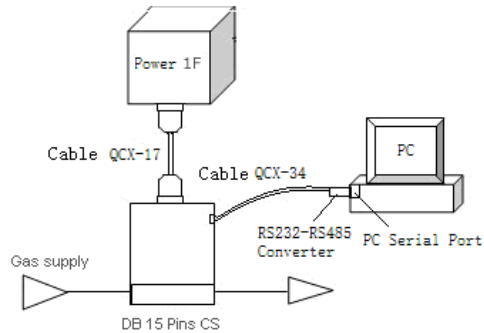 Power 1F
PC
Cable QCX-17
Cable QCX-34
RS232-RS485
Converter
PC Serial Port
Gas supply
DB 15 Pins CS